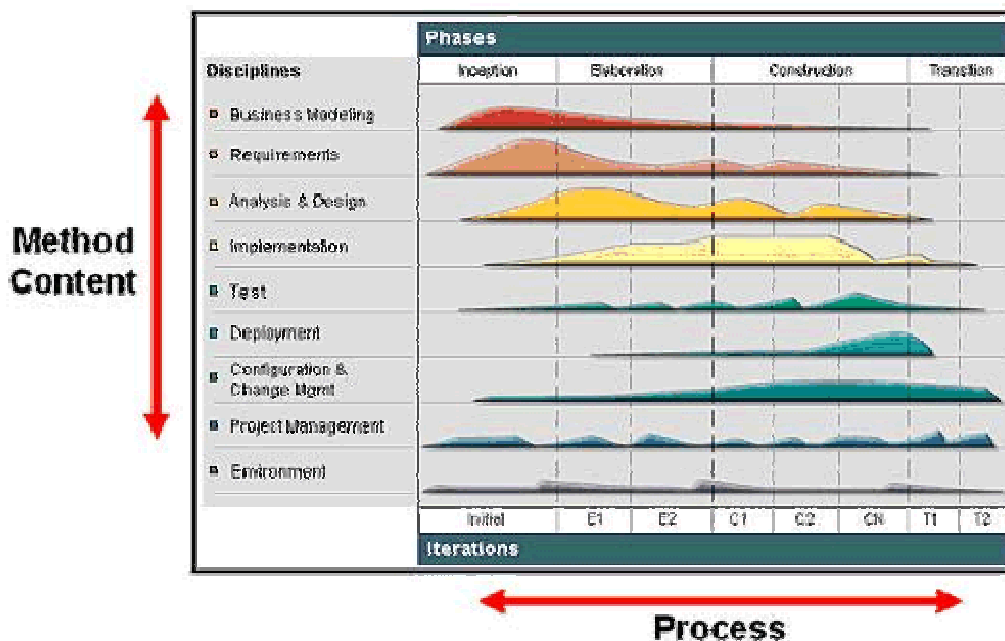 Phases
Disciplines
Inception
Elaboration
Construction
Transition
Business Modeling
Requirements
Analysis & Design
Implementation
Test
Deployment
Configuration &
Change Mgmt
Project Management
Environment
Method
Content
Initial
E1
E2
C1
C2
CN
T1
T2
Iterations
Process